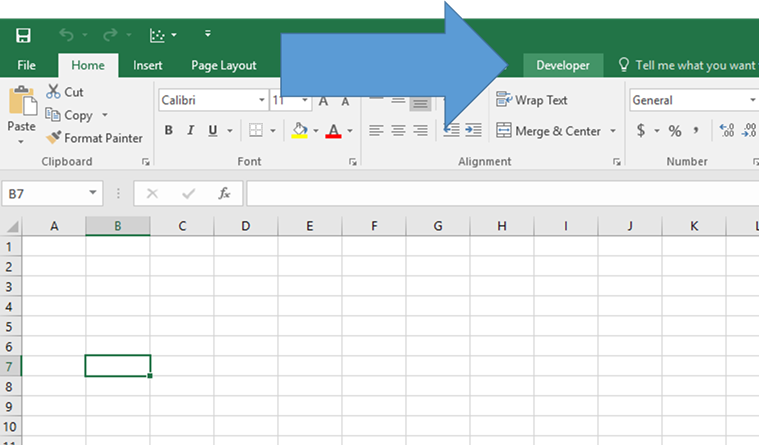 File Home Insert Page Layout Developer Tell me what you want
Cut
Calibri 11 A A Wrap Text General
Copy
Paste
Format Painter B I U A Merge & Center $ % , .00 .00
Clipboard Font Alignment Number
B7 fx
A B C D E F G H I J K
1
2
3
4
5
6
7
8
9
10